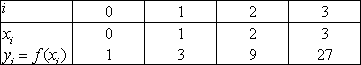 i 0 1 2 3
xᵢ 0 1 2 3
yᵢ = f(xᵢ) 1 3 9 27